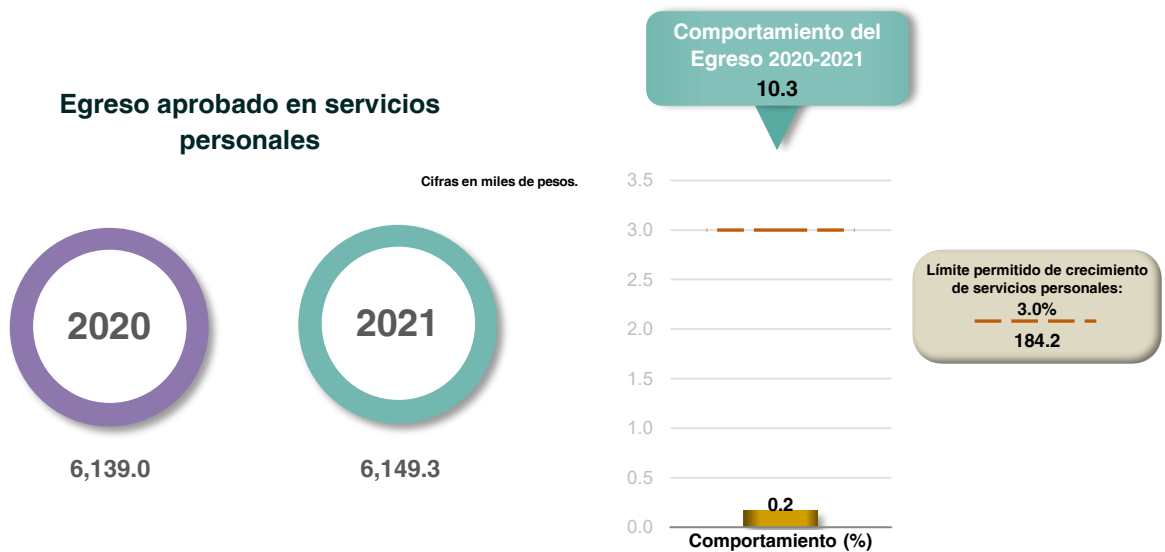 Egreso aprobado en servicios
personales
Cifras en miles de pesos.
2020
2021
6,139.0
6,149.3
Comportamiento del
Egreso 2020-2021
10.3
3.5
3.0
2.5
2.0
1.5
1.0
0.5
0.0
0.2
Comportamiento (%)
Límite permitido de crecimiento
de servicios personales:
3.0%
184.2